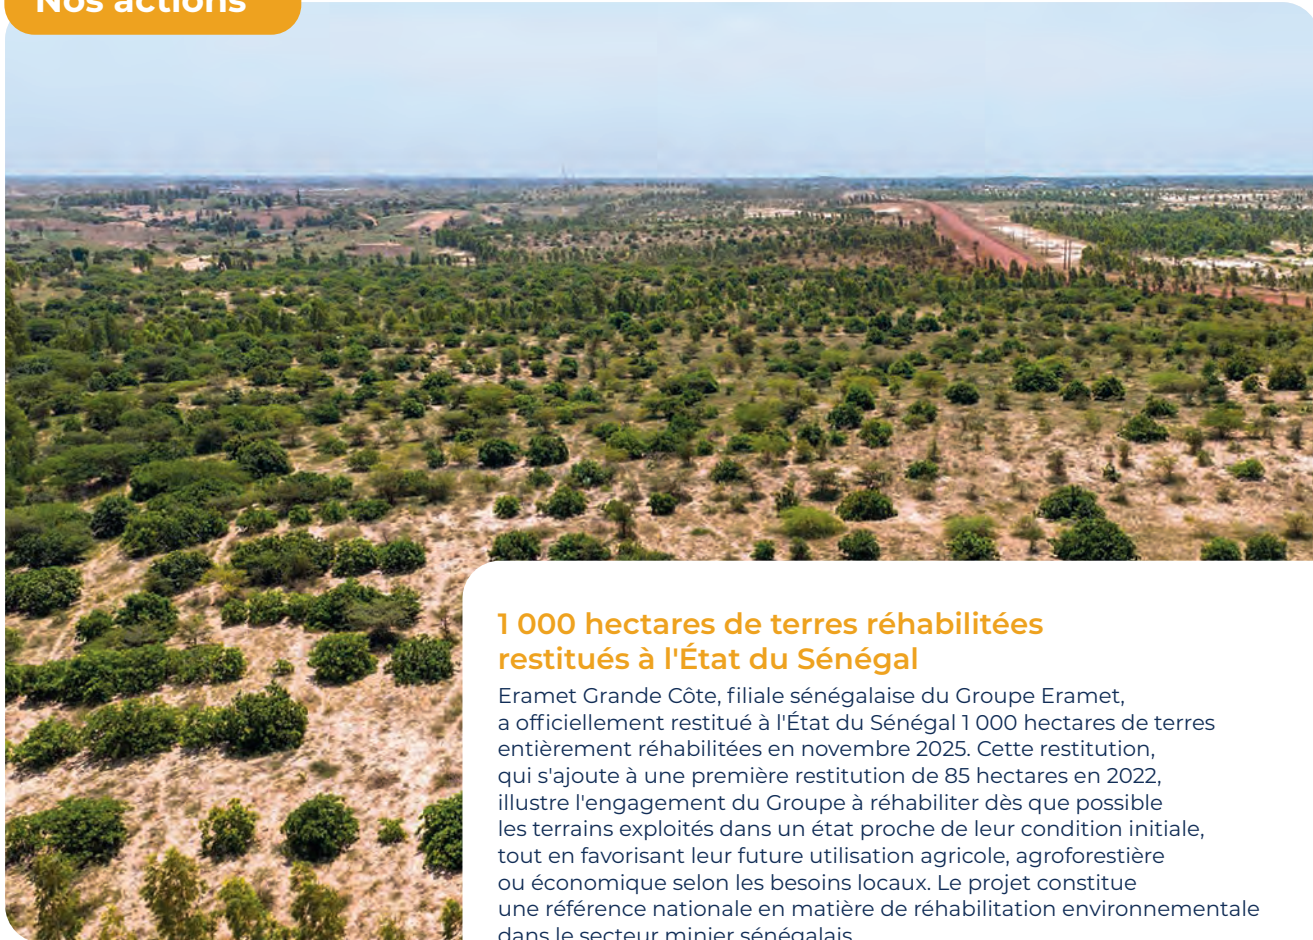 Nos actions
1 000 hectares de terres réhabilitées
restitués à l'État du Sénégal
Eramet Grande Côte, filiale sénégalaise du Groupe Eramet,
a officiellement restitué à l'État du Sénégal 1 000 hectares de terres
entièrement réhabilitées en novembre 2025. Cette restitution,
qui s'ajoute à une première restitution de 85 hectares en 2022,
illustre l'engagement du Groupe à réhabiliter dès que possible
les terrains exploités dans un état proche de leur condition initiale,
tout en favorisant leur future utilisation agricole, agroforestière
ou économique selon les besoins locaux. Le projet constitue
une référence nationale en matière de réhabilitation environnementale
dans le secteur minier sénégalais.